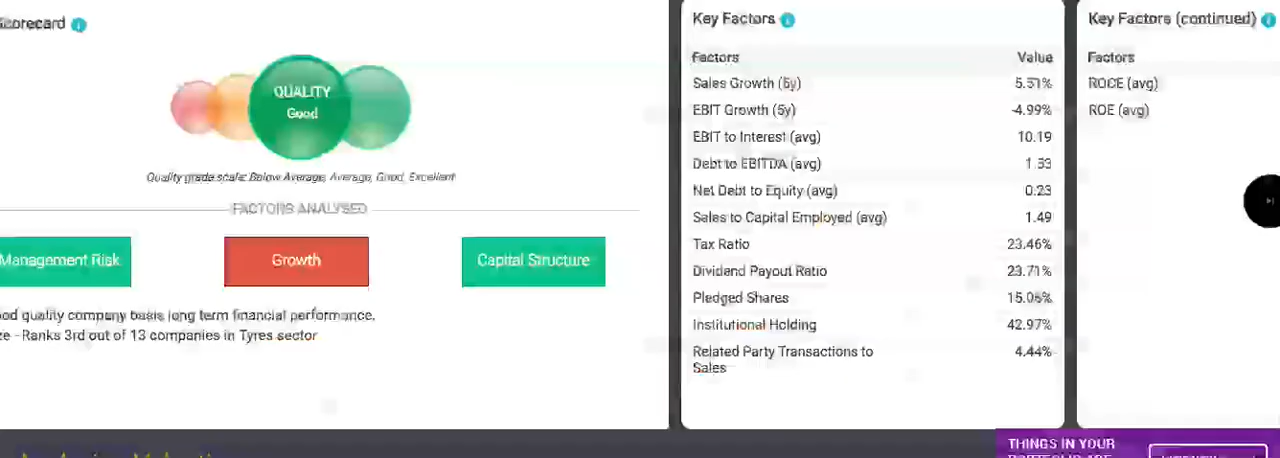 Scorecard
QUALITY
Good
Quality grade scale: Below Average, Average, Good, Excellent
FACTORS ANALYSED
Management Risk
Growth
Capital Structure
ood quality company basis long term financial performance.
ze - Ranks 3rd out of 13 companies in Tyres sector
Key Factors
Factors Value
Sales Growth (5y) 5.51%
EBIT Growth (5y) -4.99%
EBIT to Interest (avg) 10.19
Debt to EBITDA (avg) 1.33
Net Debt to Equity (avg) 0.23
Sales to Capital Employed (avg) 1.49
Tax Ratio 23.46%
Dividend Payout Ratio 23.71%
Pledged Shares 15.06%
Institutional Holding 42.97%
Related Party Transactions to 4.44%
Sales
Key Factors (continued)
Factors
ROCE (avg)
ROE (avg)
THINGS IN YOUR